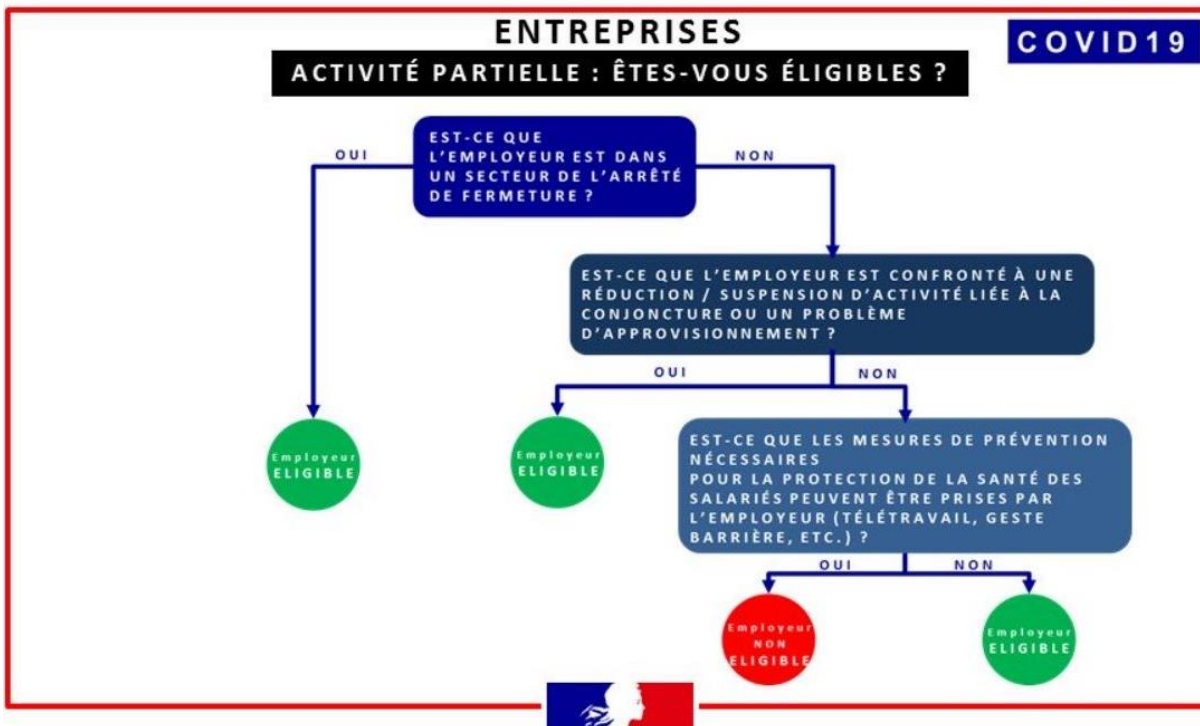 ENTREPRISES
COVID19
ACTIVITÉ PARTIELLE : ÊTES-VOUS ÉLIGIBLES ?
EST-CE QUE
L'EMPLOYEUR EST DANS
UN SECTEUR DE L'ARRÊTÉ
DE FERMETURE ?
OUI
NON
EST-CE QUE L'EMPLOYEUR EST CONFRONTÉ À UNE
RÉDUCTION / SUSPENSION D'ACTIVITÉ LIÉE À LA
CONJONCTURE OU UN PROBLÈME
D'APPROVISIONNEMENT ?
OUI
NON
Employeur
ELIGIBLE
Employeur
ELIGIBLE
EST-CE QUE LES MESURES DE PRÉVENTION
NÉCESSAIRES
POUR LA PROTECTION DE LA SANTÉ DES
SALARIÉS PEUVENT ÊTRE PRISES PAR
L'EMPLOYEUR (TÉLÉTRAVAIL, GESTE
BARRIÈRE, ETC.) ?
OUI
NON
Employeur
NON
ELIGIBLE
Employeur
ELIGIBLE